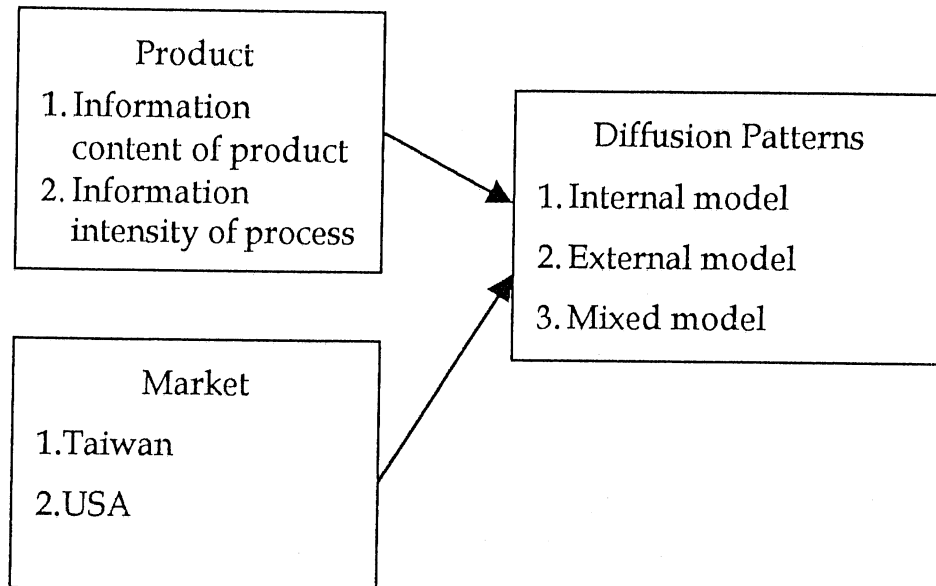 Product
1. Information
content of product
2. Information
intensity of process
Diffusion Patterns
1. Internal model
2. External model
3. Mixed model
Market
1.Taiwan
2.USA